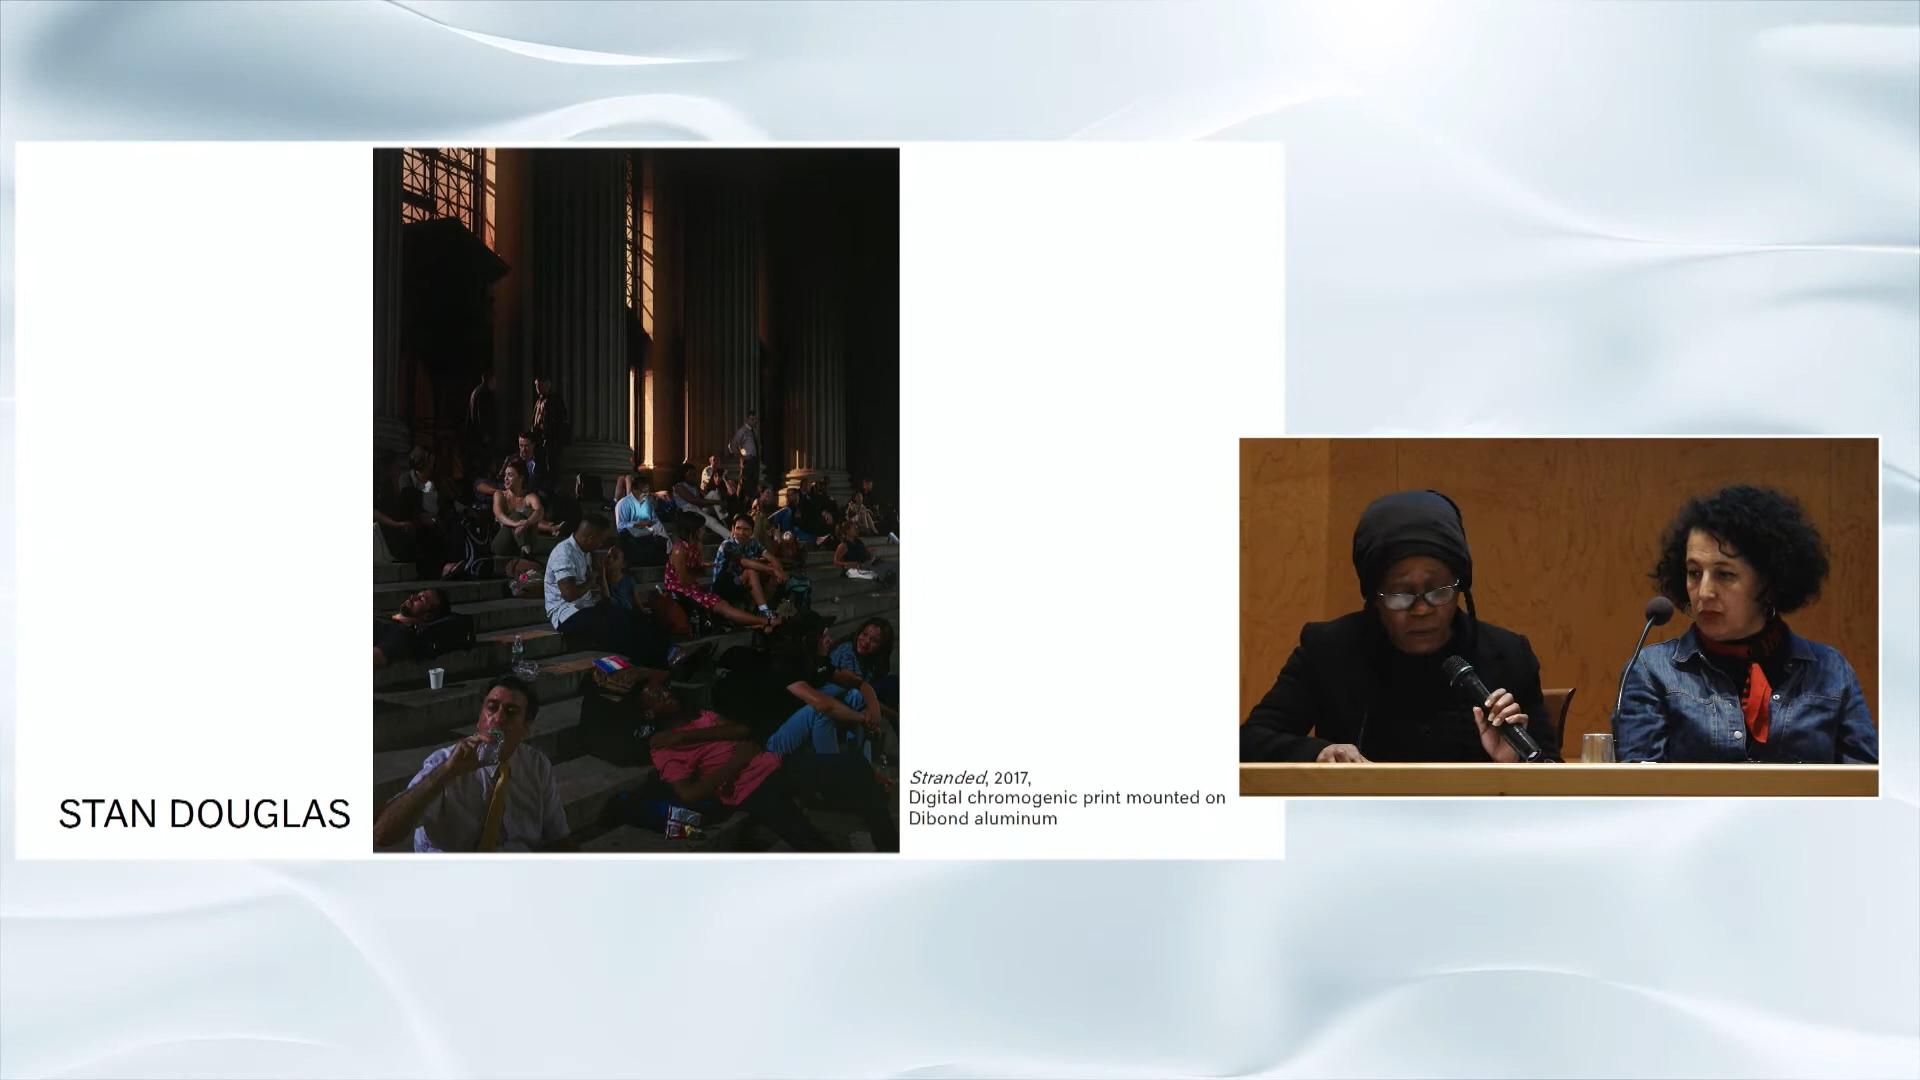 STAN DOUGLAS
Stranded, 2017,
Digital chromogenic print mounted on
Dibond aluminum